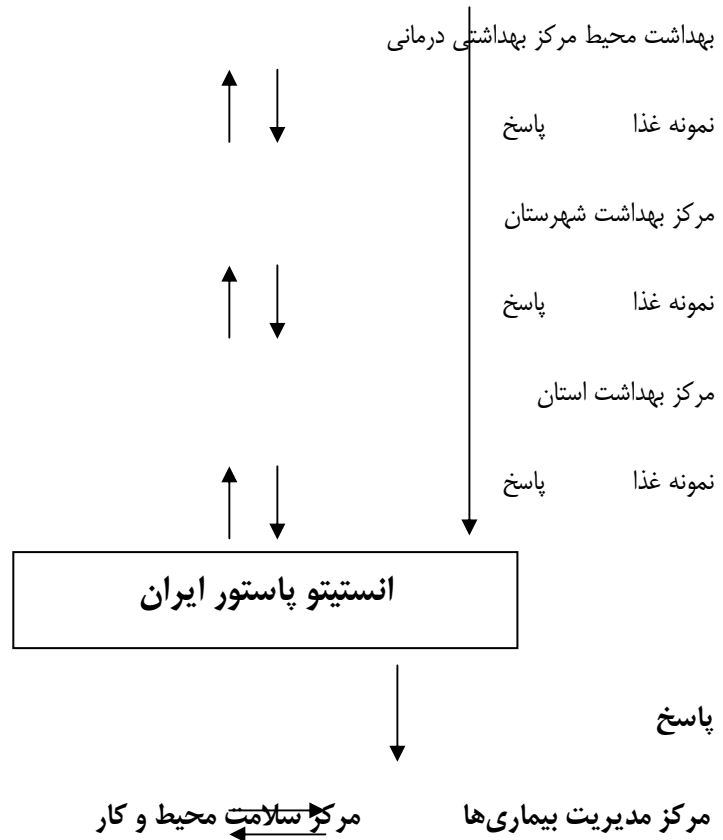 بهداشت محیط مرکز بهداشتی درمانی
نمونه غذا پاسخ
مرکز بهداشت شهرستان
نمونه غذا پاسخ
مرکز بهداشت استان
نمونه غذا پاسخ
انستیتو پاستور ایران
پاسخ
مرکز مدیریت بیماری‌ها مرکز سلامت محیط و کار